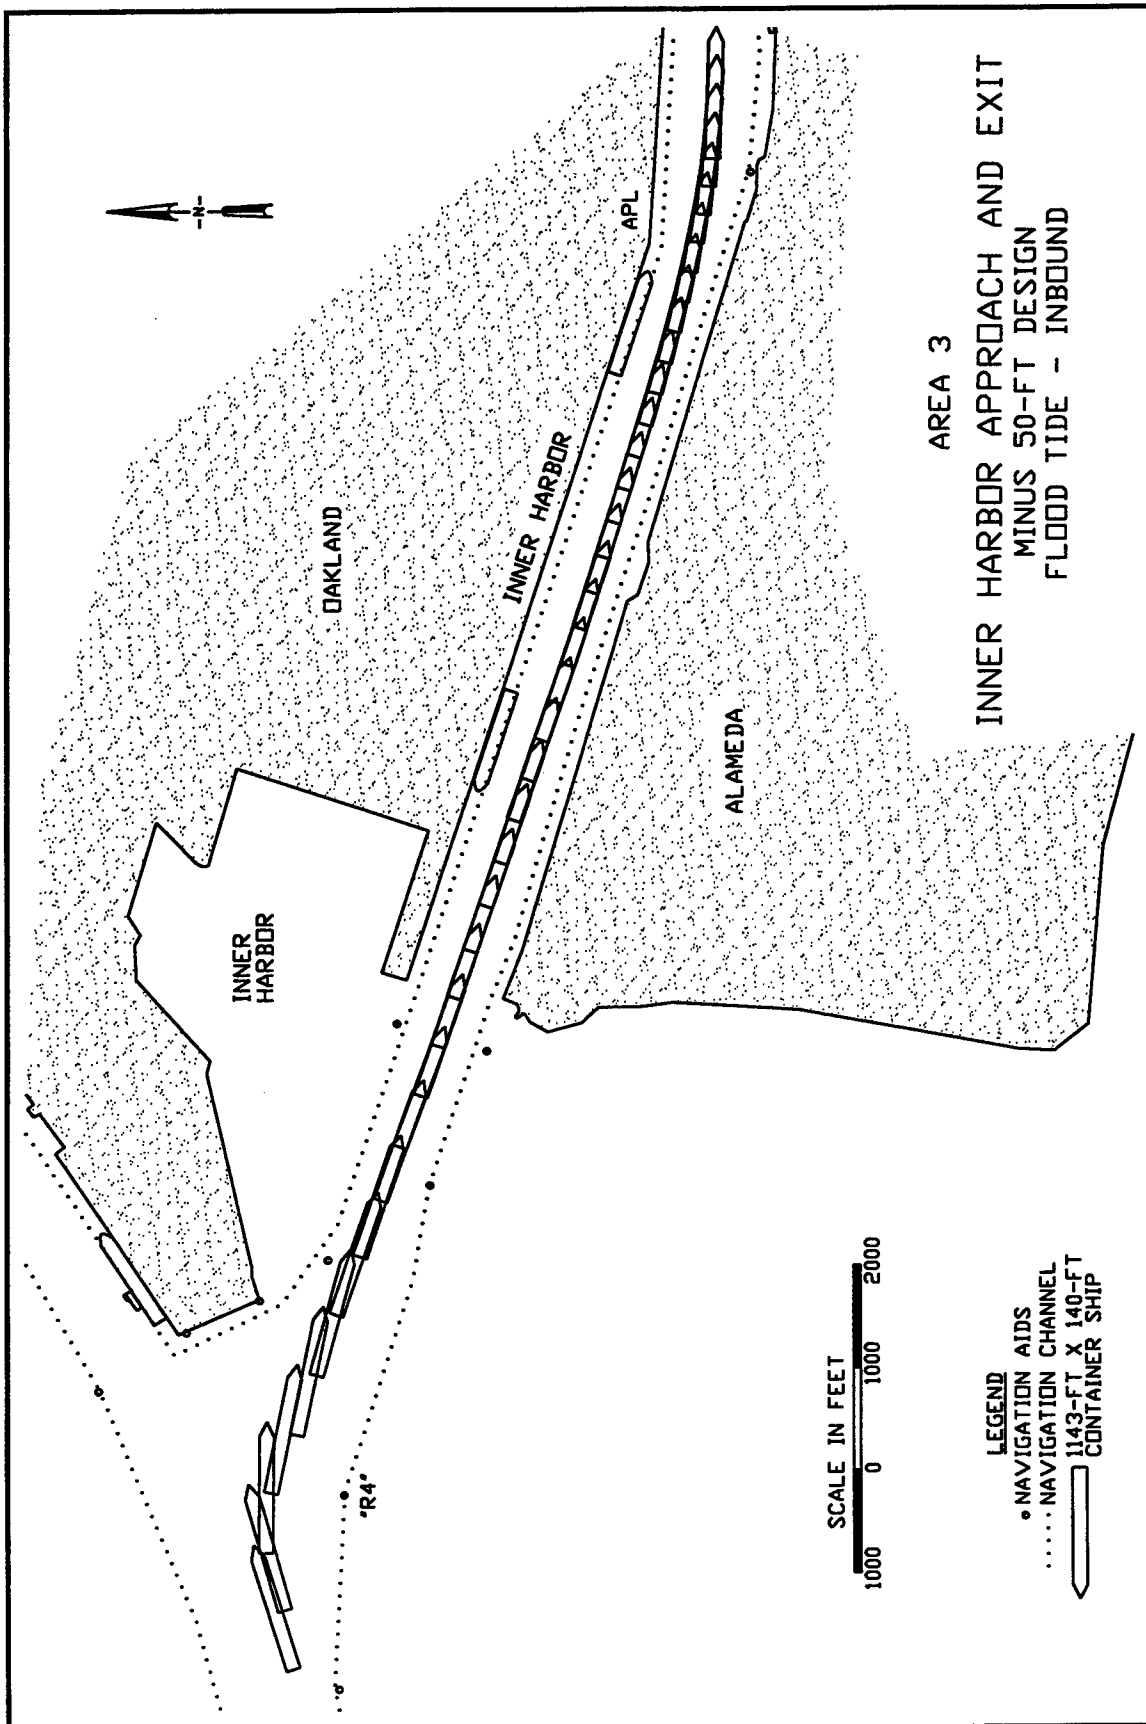 -N-
OAKLAND
INNER
HARBOR
INNER HARBOR
APL
ALAMEDA
"R4"
SCALE IN FEET
1000 0 1000 2000
LEGEND
NAVIGATION AIDS
NAVIGATION CHANNEL
1143-FT X 140-FT
CONTAINER SHIP
AREA 3
INNER HARBOR APPROACH AND EXIT
MINUS 50-FT DESIGN
FLOOD TIDE - INBOUND